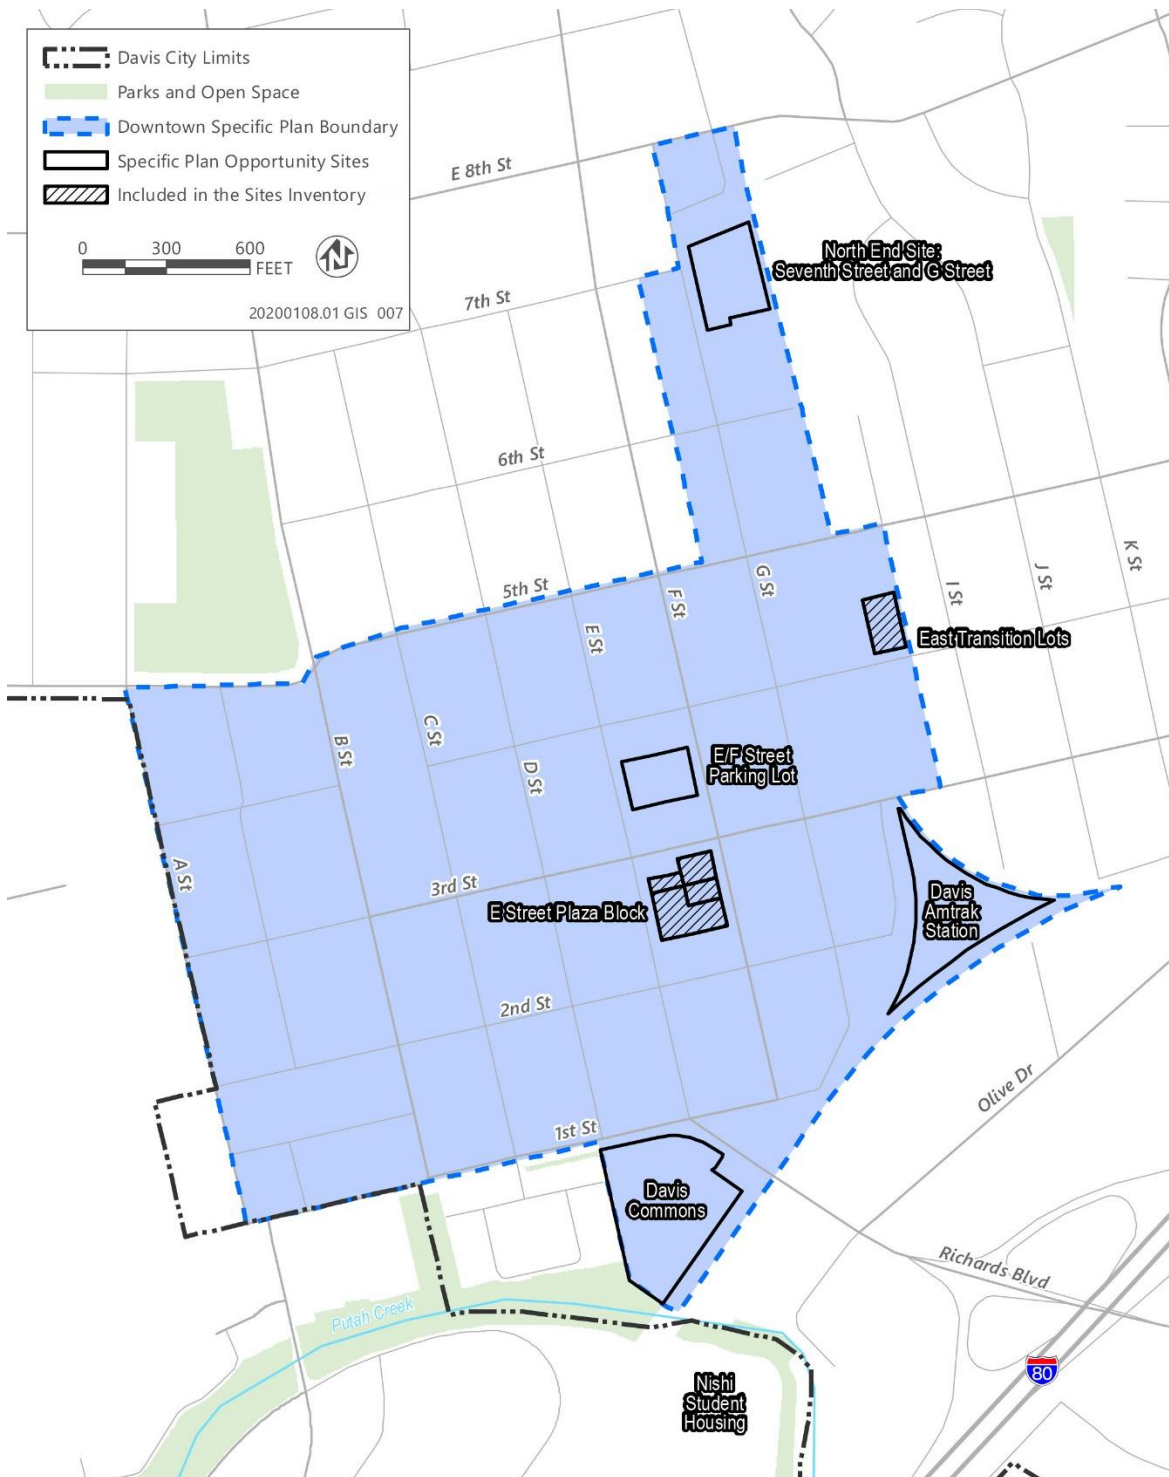 Davis City Limits
Parks and Open Space
Downtown Specific Plan Boundary
Specific Plan Opportunity Sites
Included in the Sites Inventory
0 300 600
FEET
20200108.01 GIS 007
E 8th St
North End Site:
Seventh Street and G Street
7th St
6th St
5th St
E St
F St
G St
I St
J St
K St
East Transition Lots
A St
B St
C St
D St
E/F Street
Parking Lot
3rd St
E Street Plaza Block
Davis
Amtrak
Station
2nd St
Olive Dr
1st St
Davis
Commons
Richards Blvd
Putah Creek
Nishi
Student
Housing
80